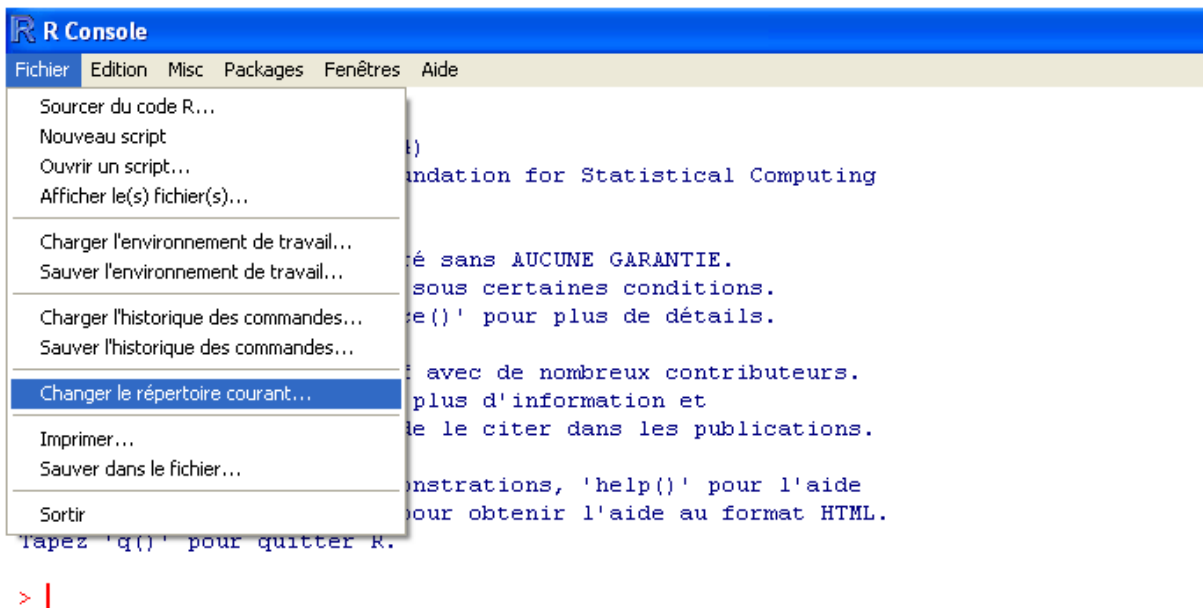 R Console
Fichier Edition Misc Packages Fenêtres Aide
Sourcer du code R...
Nouveau script
Ouvrir un script...
Afficher le(s) fichier(s)...
Charger l'environnement de travail...
Sauver l'environnement de travail...
Charger l'historique des commandes...
Sauver l'historique des commandes...
Changer le répertoire courant...
Imprimer...
Sauver dans le fichier...
Sortir
)
for Statistical Computing
sans AUCUNE GARANTIE.
sous certaines conditions.
()' pour plus de détails.
avec de nombreux contributeurs.
plus d'information et
le citer dans les publications.
'help()' pour l'aide
pour obtenir l'aide au format HTML.
Tapez 'q()' pour quitter R.
>